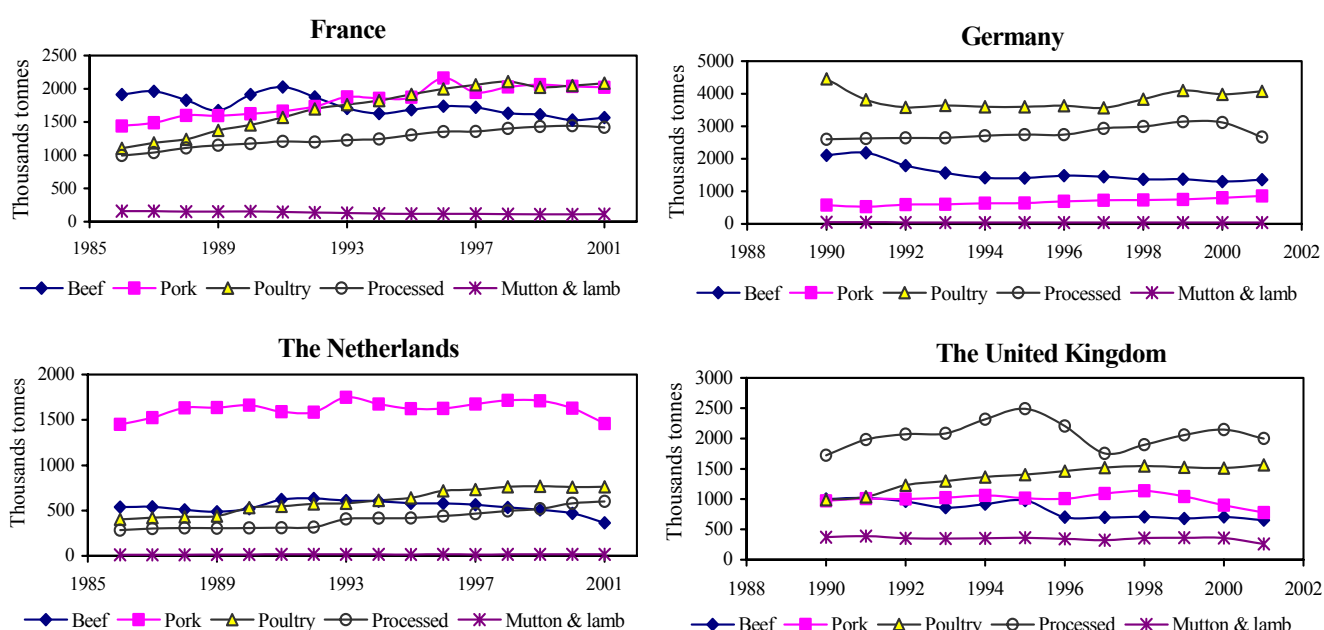 France
Thousands tonnes
2500
2000
1500
1000
500
0
1985 1989 1993 1997 2001
Beef Pork Poultry Processed Mutton & lamb
Germany
Thousands tonnes
5000
4000
3000
2000
1000
0
1988 1990 1992 1994 1996 1998 2000 2002
Beef Pork Poultry Processed Mutton & lamb
The Netherlands
Thousands tonnes
2000
1500
1000
500
0
1985 1989 1993 1997 2001
Beef Pork Poultry Processed Mutton & lamb
The United Kingdom
Thousands tonnes
3000
2500
2000
1500
1000
500
0
1988 1990 1992 1994 1996 1998 2000 2002
Beef Pork Poultry Processed Mutton & lamb